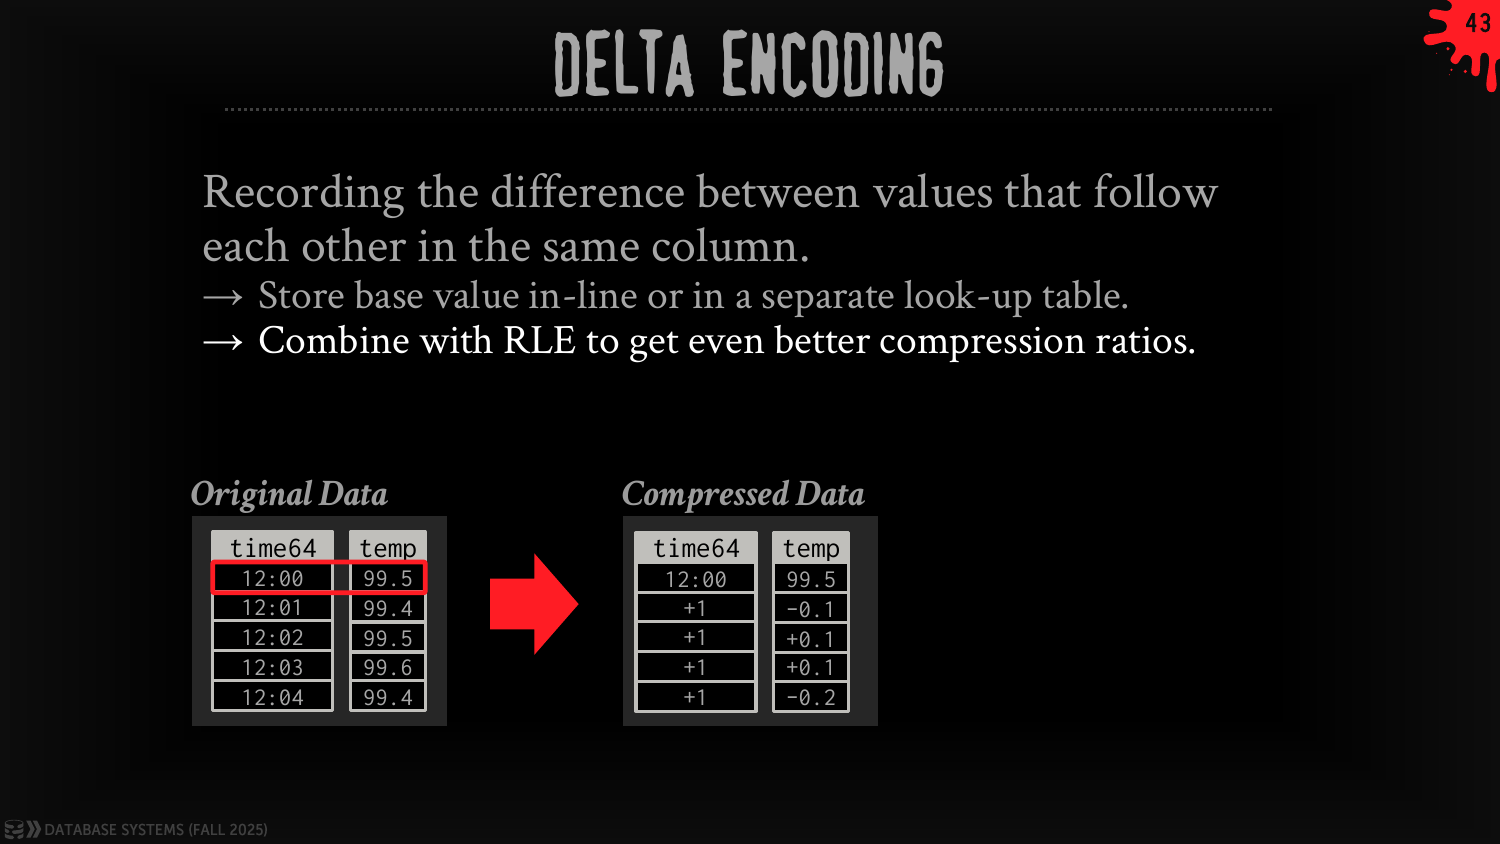 43
DELTA ENCODING
Recording the difference between values that follow
each other in the same column.
→ Store base value in-line or in a separate look-up table.
→ Combine with RLE to get even better compression ratios.
Original Data
time64 temp
12:00 99.5
12:01 99.4
12:02 99.5
12:03 99.6
12:04 99.4
Compressed Data
time64 temp
12:00 99.5
+1 -0.1
+1 +0.1
+1 +0.1
+1 -0.2
DATABASE SYSTEMS (FALL 2025)